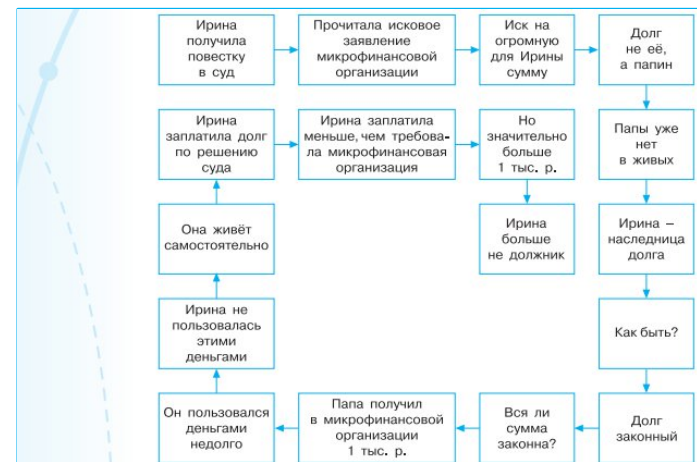 Ирина
получила
повестку
в суд
Прочитала исковое
заявление
микрофинансовой
организации
Иск на
огромную
для Ирины
сумму
Долг
не её,
а папин
Папы уже
нет
в живых
Ирина –
наследница
долга
Как быть?
Долг
законный
Вся ли
сумма
законна?
Папа получил
в микрофинансовой
организации
1 тыс. р.
Он пользовался
деньгами
недолго
Ирина не
пользовалась
этими
деньгами
Она живёт
самостоятельно
Ирина
заплатила долг
по решению
суда
Ирина заплатила
меньше, чем требова-
ла микрофинансовая
организация
Но
значительно
больше
1 тыс. р.
Ирина
больше
не должник